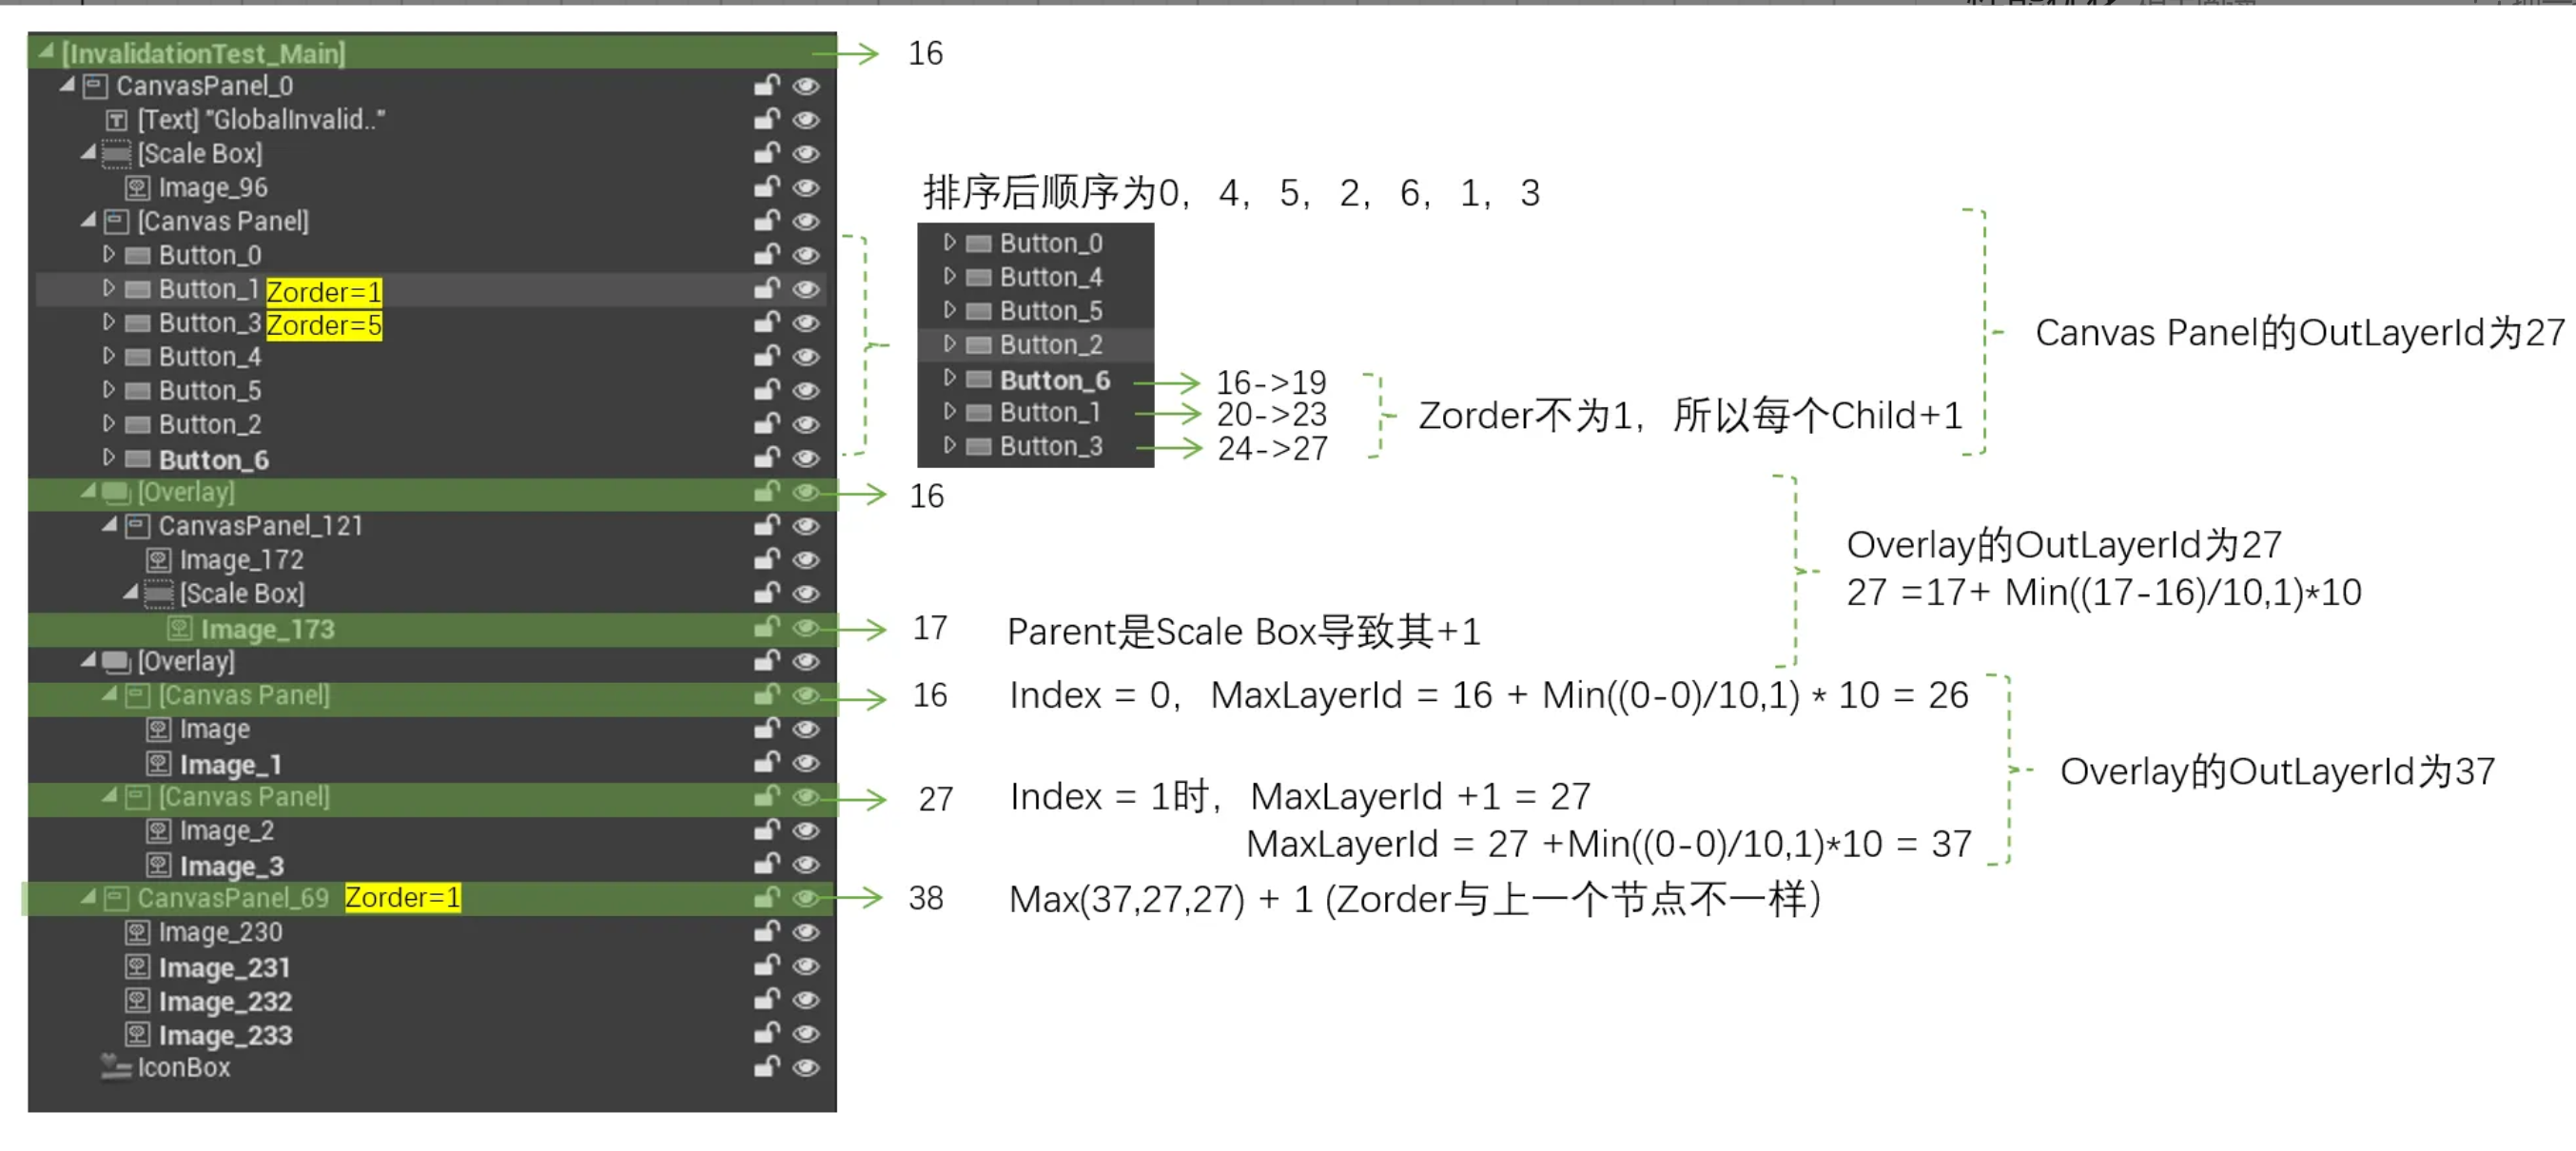 [InvalidationTest_Main]
16
CanvasPanel_0
[Text] "GlobalInvalid.."
[Scale Box]
Image_96
[Canvas Panel]
Button_0
Button_1 Zorder=1
Button_3 Zorder=5
Button_4
Button_5
Button_2
Button_6
排序后顺序为0，4，5，2，6，1，3
Button_0
Button_4
Button_5
Button_2
Button_6 16->19
Button_1 20->23
Button_3 24->27
Zorder不为1，所以每个Child+1
Canvas Panel的OutLayerId为27
[Overlay]
16
CanvasPanel_121
Image_172
[Scale Box]
Image_173
17 Parent是Scale Box导致其+1
Overlay的OutLayerId为27
27 =17+ Min((17-16)/10,1)*10
[Overlay]
[Canvas Panel]
16 Index = 0，MaxLayerId = 16 + Min((0-0)/10,1) * 10 = 26
Image
Image_1
[Canvas Panel]
27 Index = 1时，MaxLayerId +1 = 27
MaxLayerId = 27 +Min((0-0)/10,1)*10 = 37
Overlay的OutLayerId为37
Image_2
Image_3
CanvasPanel_69 Zorder=1
38 Max(37,27,27) + 1 (Zorder与上一个节点不一样）
Image_230
Image_231
Image_232
Image_233
IconBox